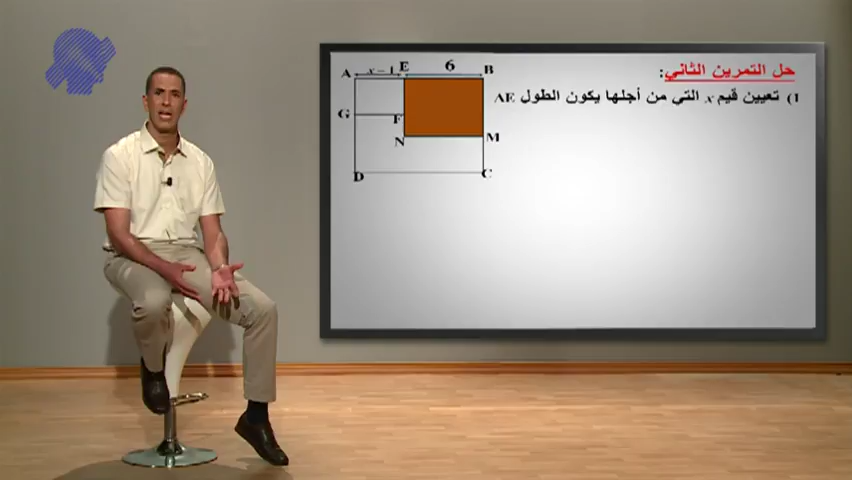 حل التمرين الثاني:
1) تعيين قيم x التي من أجلها يكون الطول AE
A x – 1 E 6 B
G F
N M
D C